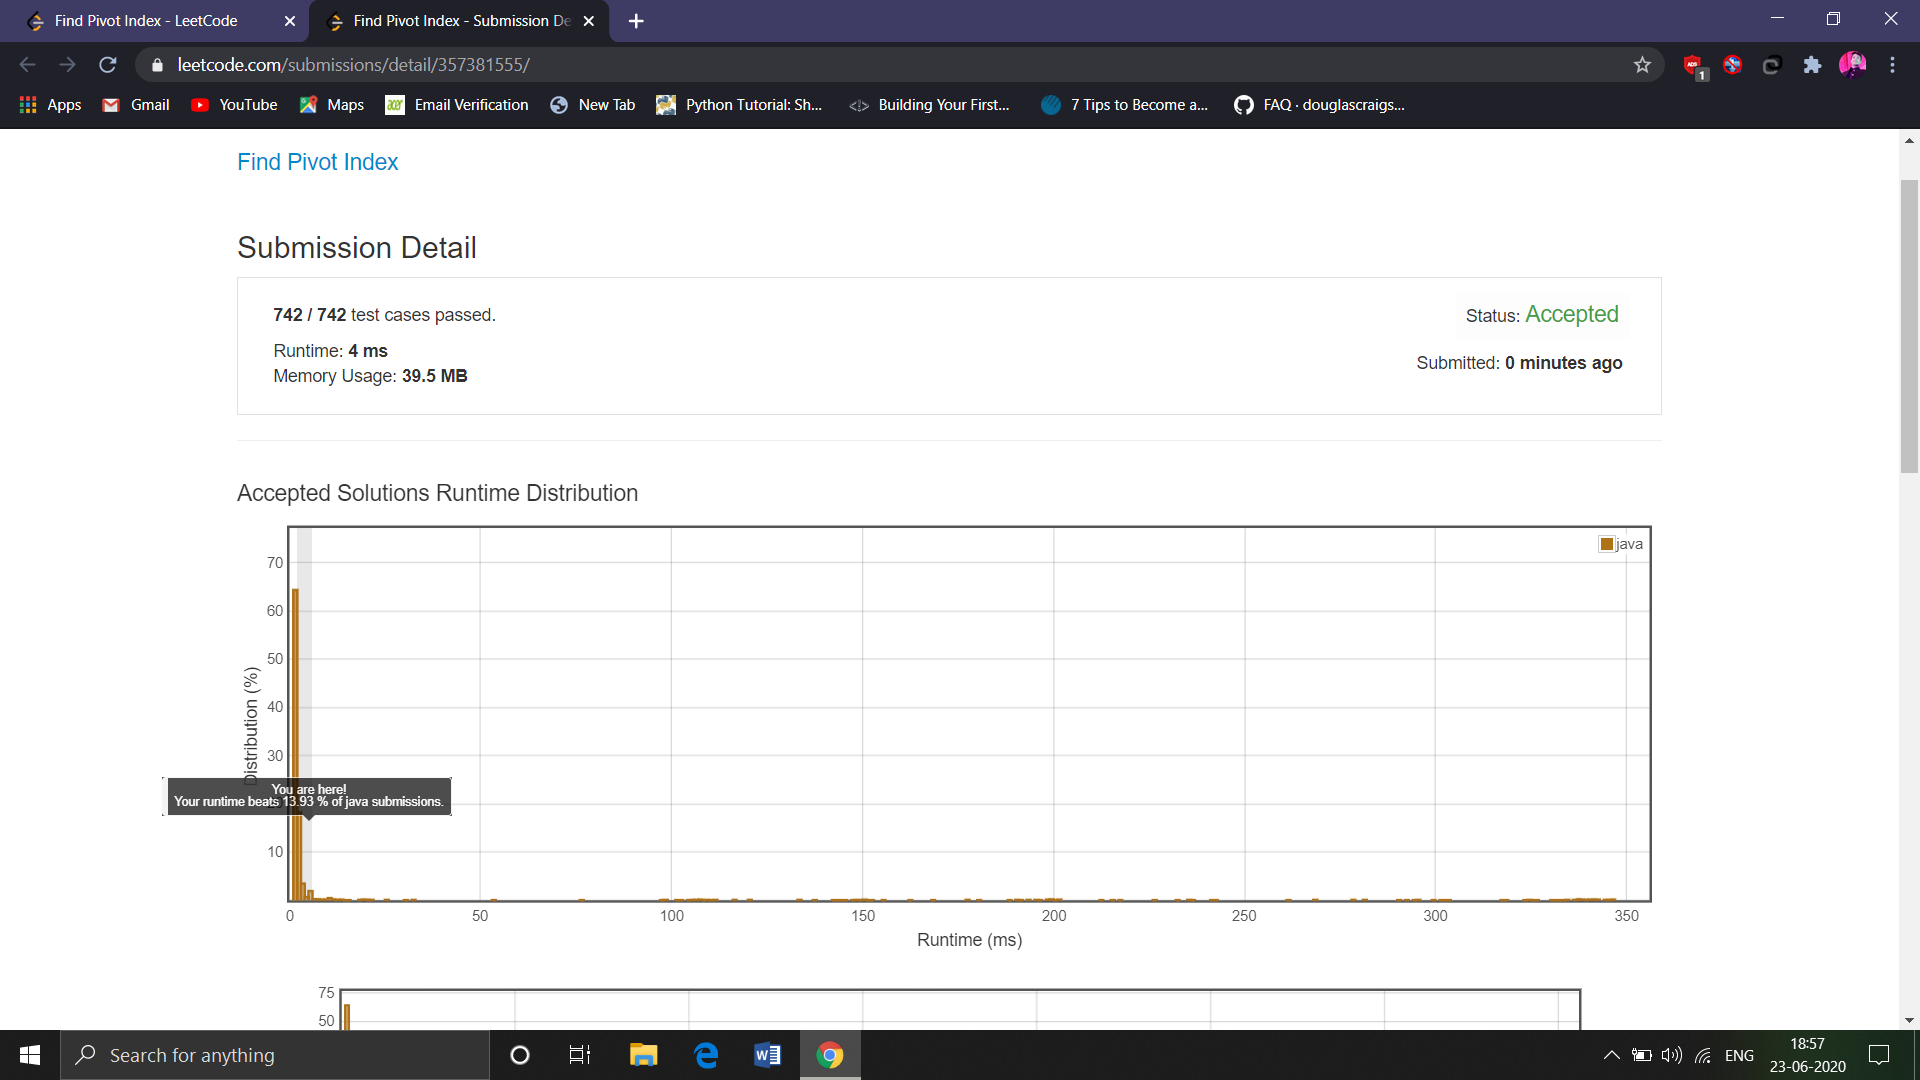 Find Pivot Index - LeetCode
Find Pivot Index - Submission De
leetcode.com/submissions/detail/357381555/
1
Apps Gmail YouTube Maps Email Verification New Tab Python Tutorial: Sh... Building Your First... 7 Tips to Become a... FAQ · douglascraigs...
Find Pivot Index
Submission Detail
742 / 742 test cases passed.
Status: Accepted
Runtime: 4 ms
Submitted: 0 minutes ago
Memory Usage: 39.5 MB
Accepted Solutions Runtime Distribution
java
70
60
50
40
30
10
Distribution (%)
You are here!
Your runtime beats 13.93 % of java submissions.
0 50 100 150 200 250 300 350
Runtime (ms)
75
50
Search for anything
ENG
18:57
23-06-2020